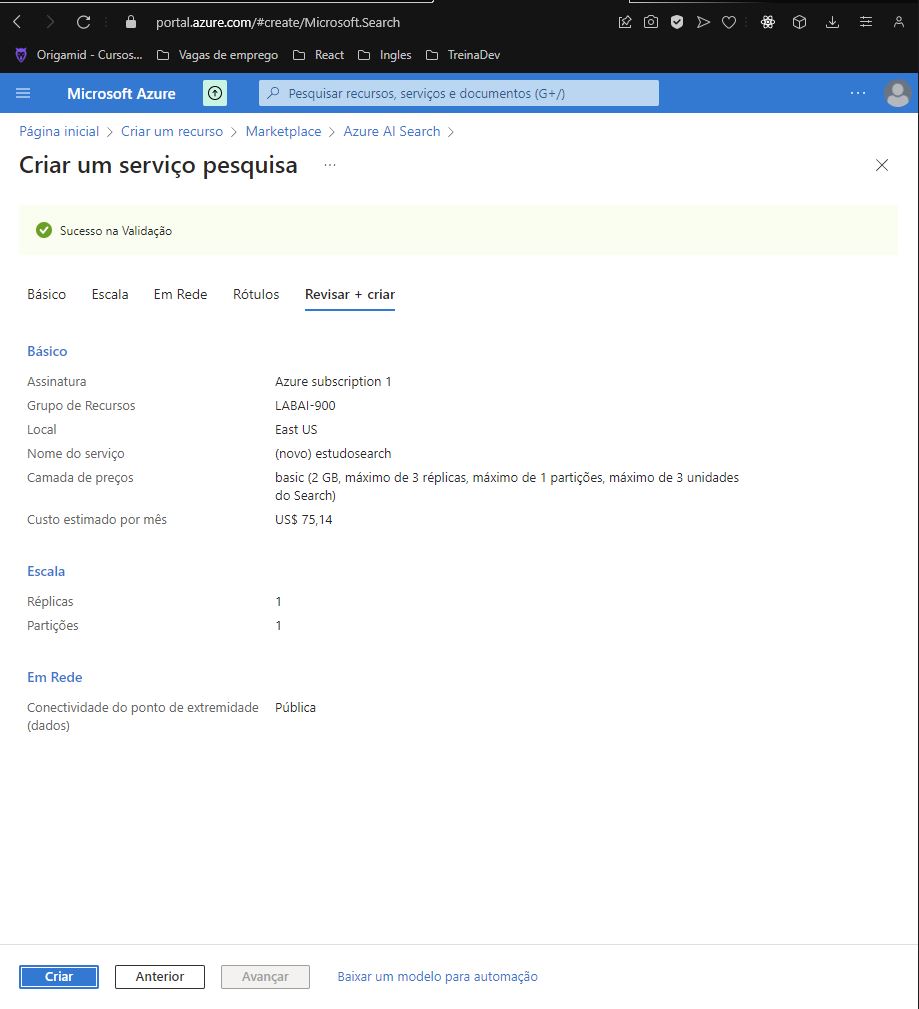 portal.azure.com/#create/Microsoft.Search
Origamid - Cursos... Vagas de emprego React Ingles TreinaDev
Microsoft Azure Pesquisar recursos, serviços e documentos (G+/) ...
Página inicial > Criar um recurso > Marketplace > Azure AI Search >
Criar um serviço pesquisa ...
Sucesso na Validação
Básico Escala Em Rede Rótulos Revisar + criar
Básico
Assinatura Azure subscription 1
Grupo de Recursos LABAI-900
Local East US
Nome do serviço (novo) estudosearch
Camada de preços basic (2 GB, máximo de 3 réplicas, máximo de 1 partições, máximo de 3 unidades
do Search)
Custo estimado por mês US$ 75,14
Escala
Réplicas 1
Partições 1
Em Rede
Conectividade do ponto de extremidade Pública
(dados)
Criar Anterior Avançar Baixar um modelo para automação